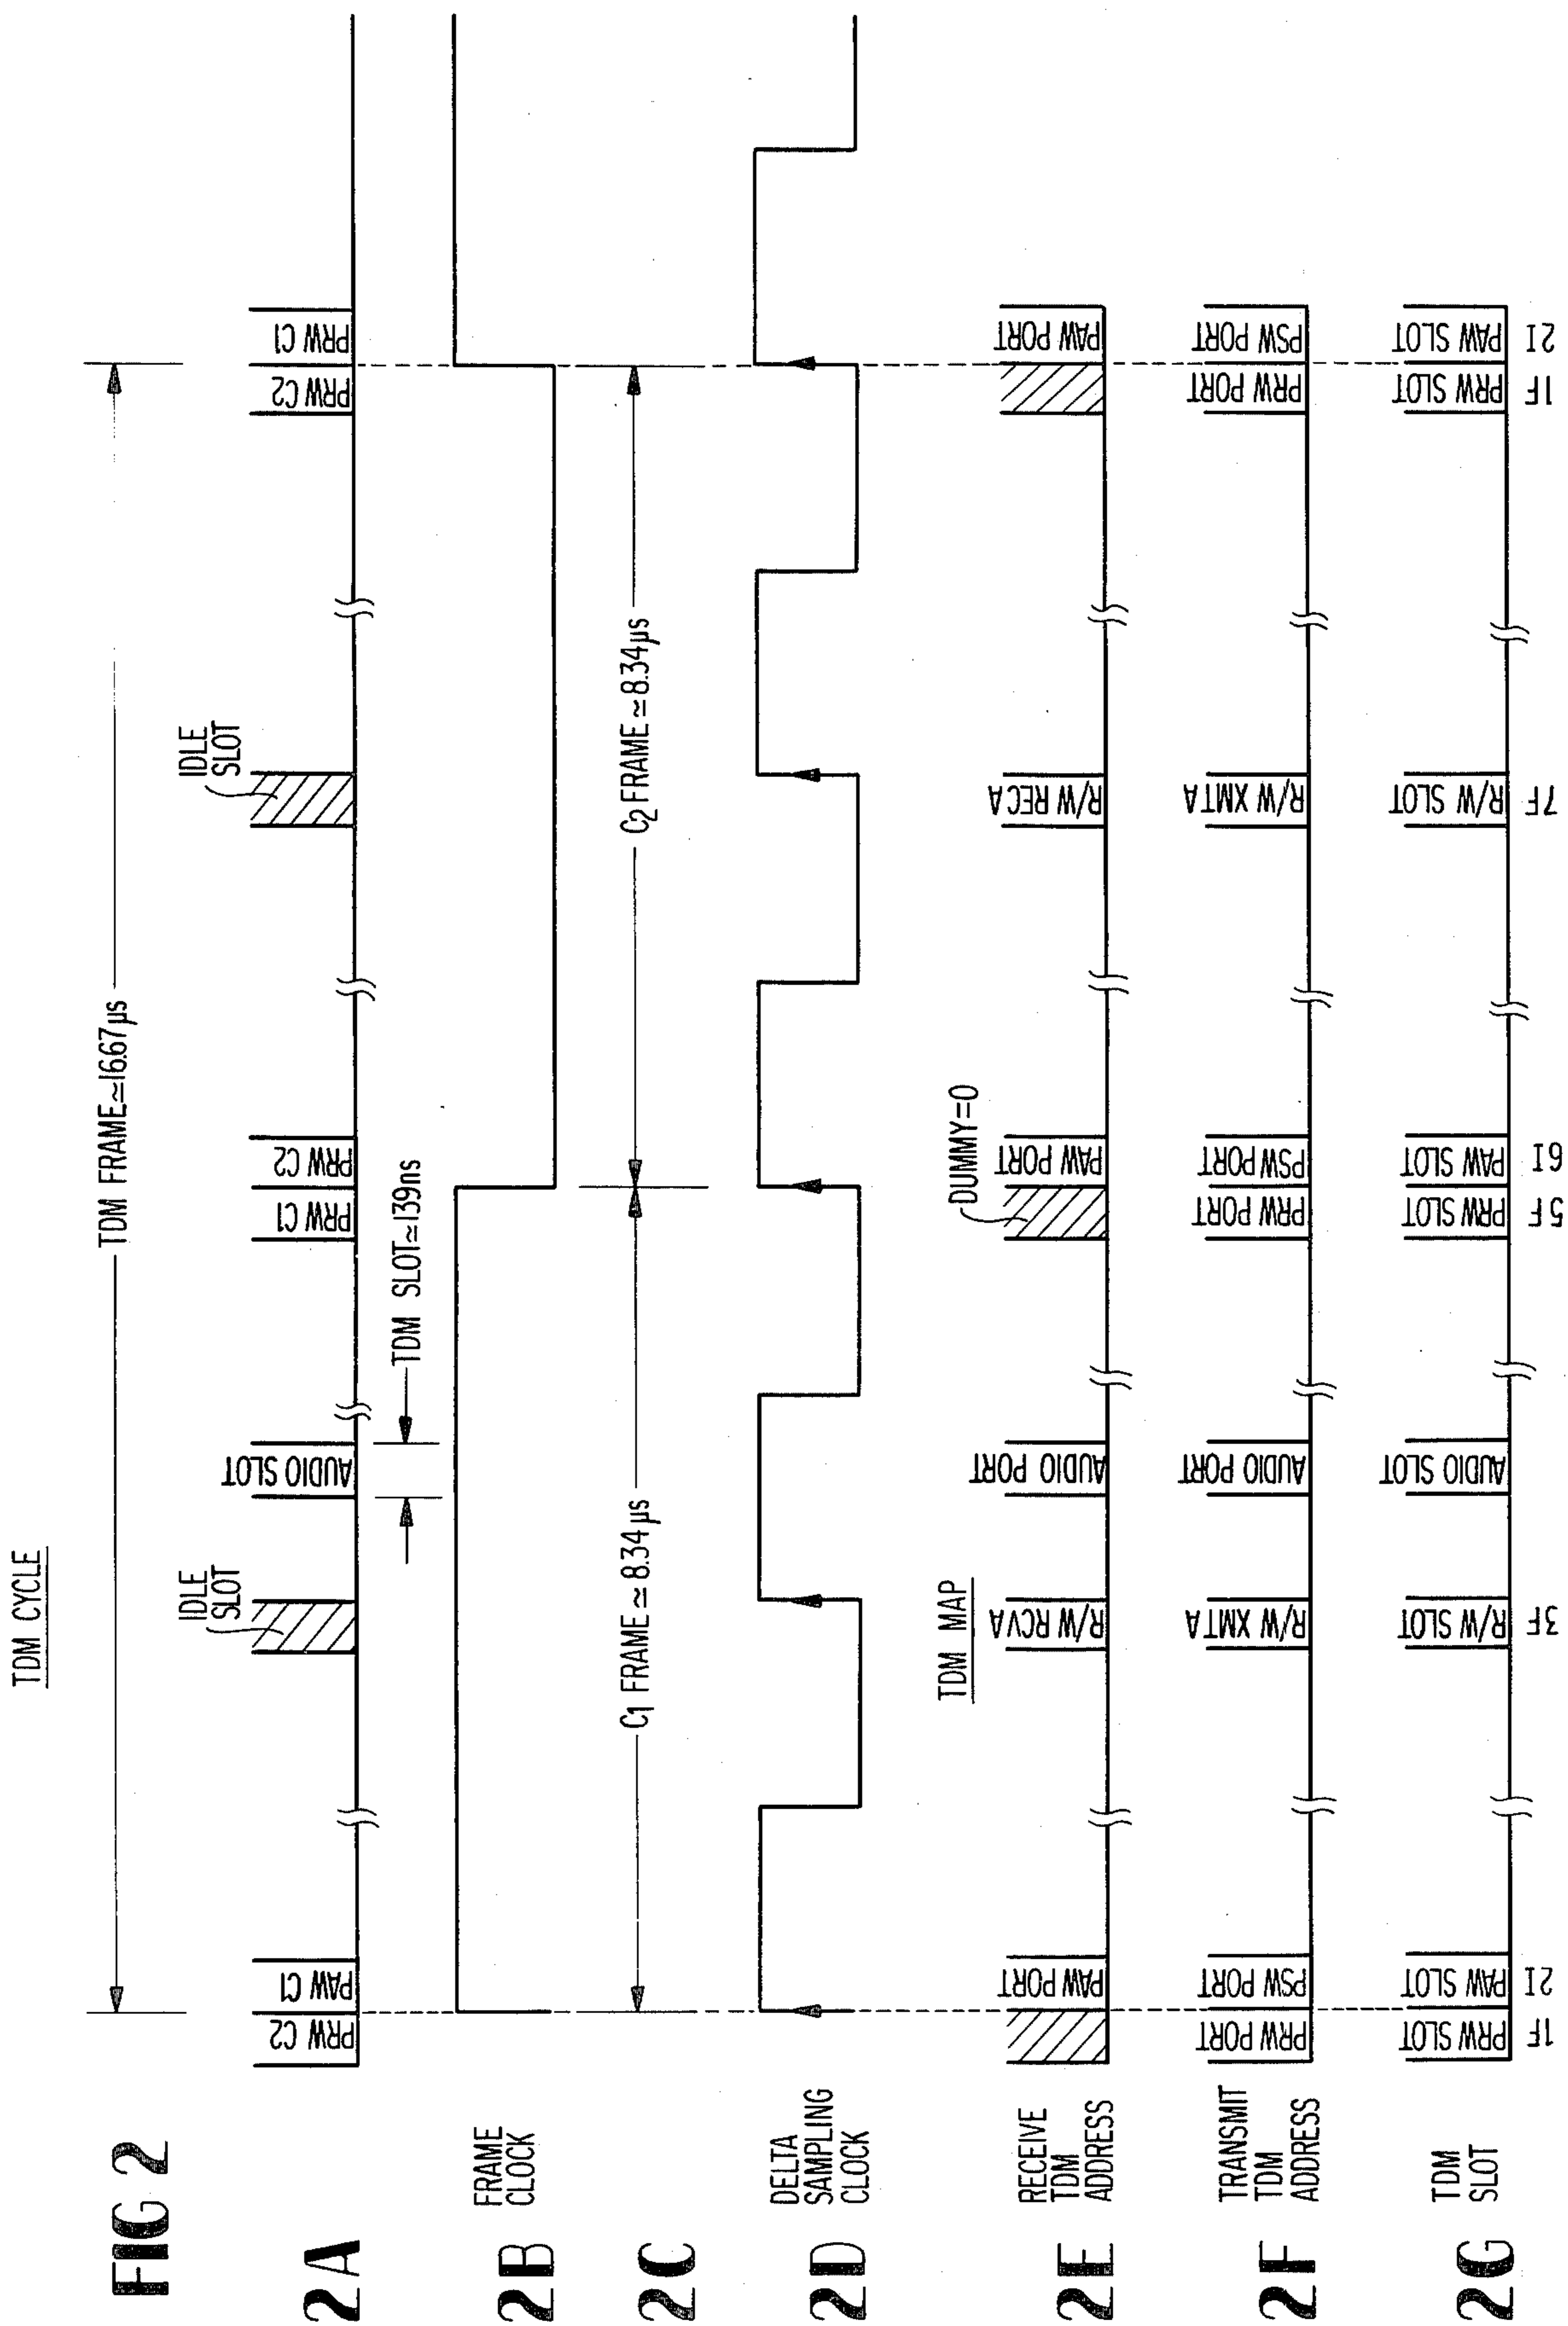 FIG 2
TDM CYCLE
TDM FRAME≃16.67µs
2A
PRW C2
PAW C1
IDLE
SLOT
AUDIO SLOT
PRW C1
PRW C2
IDLE
SLOT
PRW C2
PRW C1
TDM SLOT≃139ns
2B
FRAME
CLOCK
2C
C1 FRAME ≃ 8.34µs
C2 FRAME ≃ 8.34µs
2D
DELTA
SAMPLING
CLOCK
TDM MAP
DUMMY=0
2E
RECEIVE
TDM
ADDRESS
PAW PORT
R/W RCVA
AUDIO PORT
PAW PORT
R/W RECA
PAW PORT
2F
TRANSMIT
TDM
ADDRESS
PRW PORT
PSW PORT
R/W XMTA
AUDIO PORT
PRW PORT
PSW PORT
R/W XMTA
PRW PORT
PSW PORT
2G
TDM
SLOT
PRW SLOT
PAW SLOT
R/W SLOT
AUDIO SLOT
PRW SLOT
PAW SLOT
R/W SLOT
PRW SLOT
PAW SLOT
1F
21
3F
5F
61
7F
1F
21